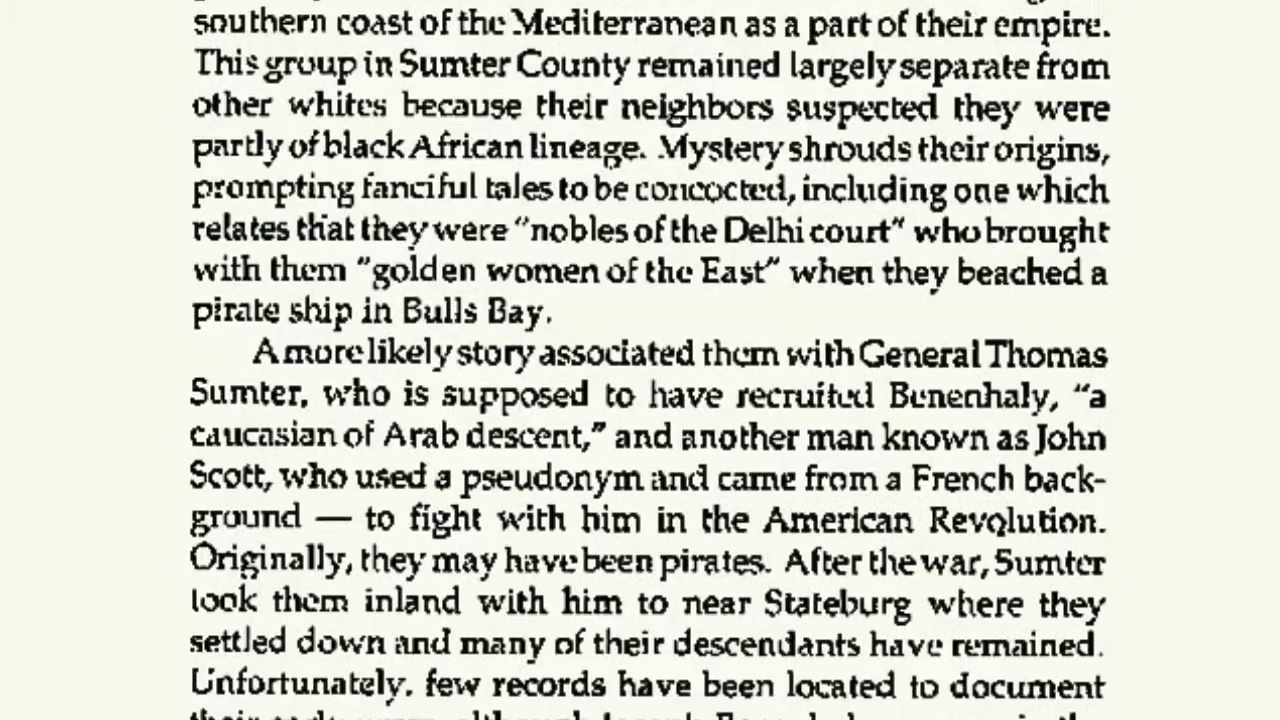 southern coast of the Mediterranean as a part of their empire.
This group in Sumter County remained largely separate from
other whites because their neighbors suspected they were
partly of black African lineage. Mystery shrouds their origins,
prompting fanciful tales to be concocted, including one which
relates that they were "nobles of the Delhi court" who brought
with them "golden women of the East" when they beached a
pirate ship in Bulls Bay.
A more likely story associated them with General Thomas
Sumter, who is supposed to have recruited Benenhaly, "a
caucasian of Arab descent," and another man known as John
Scott, who used a pseudonym and came from a French back-
ground — to fight with him in the American Revolution.
Originally, they may have been pirates. After the war, Sumter
took them inland with him to near Stateburg where they
settled down and many of their descendants have remained.
Unfortunately, few records have been located to document